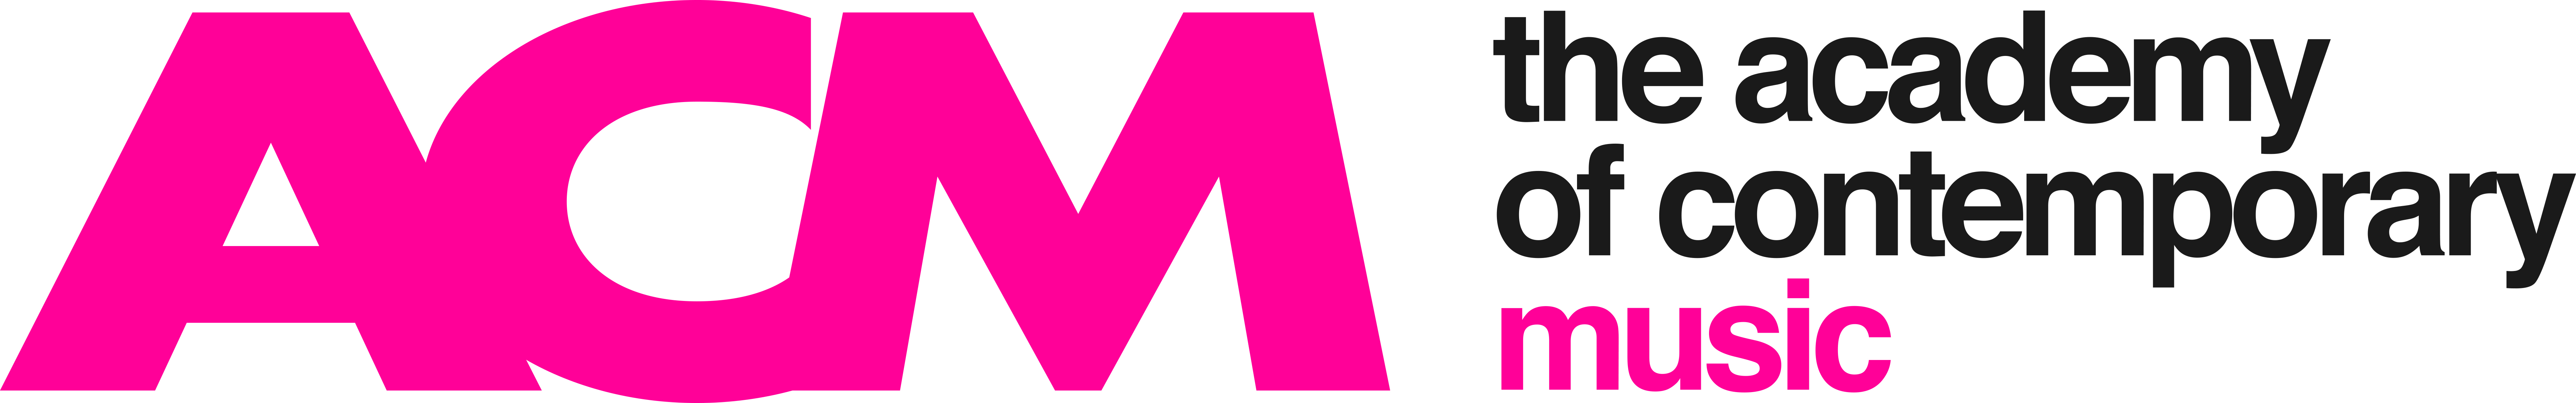 ACM
the academy
of contemporary
music